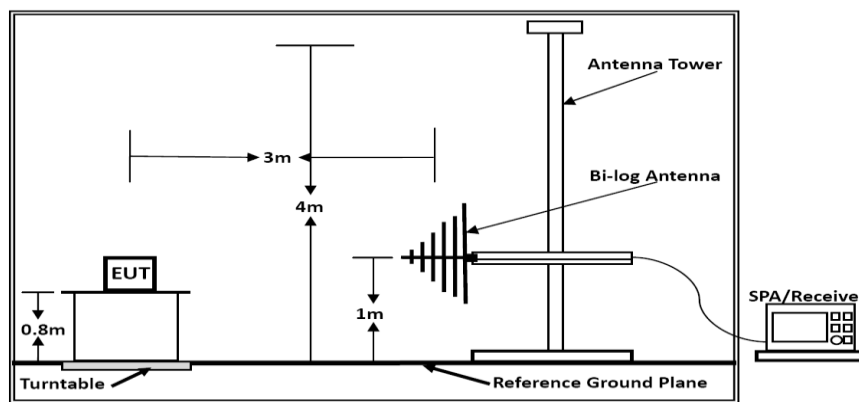 Antenna Tower
3m
Bi-log Antenna
4m
EUT
SPA/Receive
0.8m
1m
Turntable
Reference Ground Plane